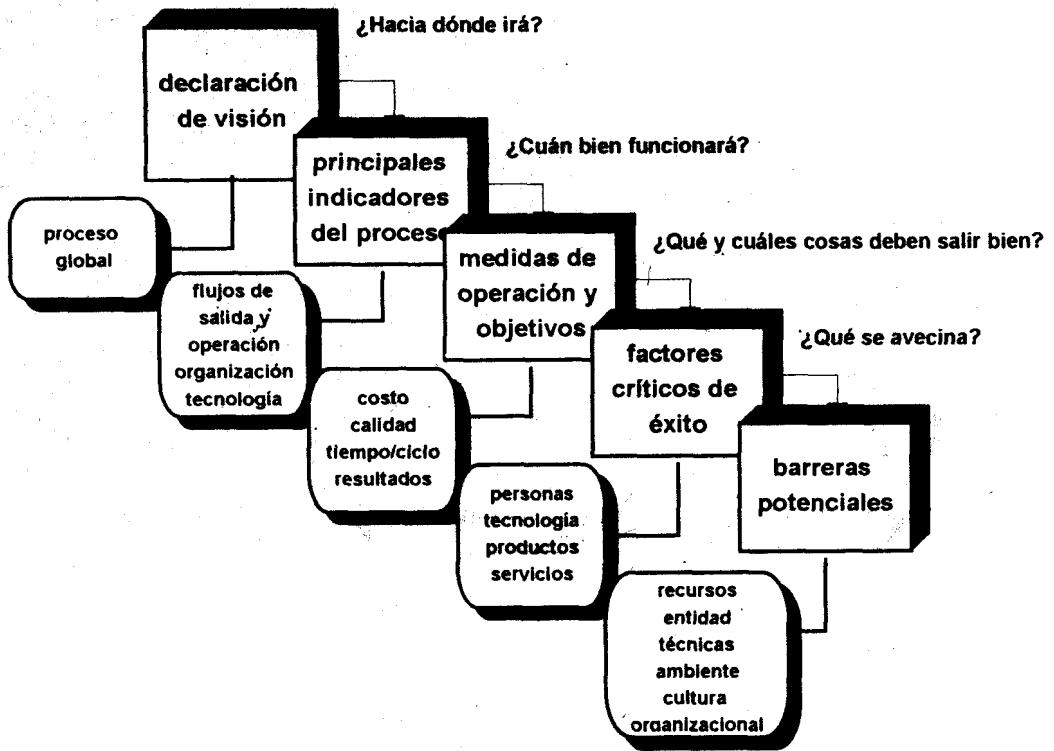 ¿Hacia dónde irá?
declaración
de visión
¿Cuán bien funcionará?
principales
indicadores
del proceso
proceso
global
¿Qué y cuáles cosas deben salir bien?
medidas de
operación y
objetivos
flujos de
salida y
operación
organización
tecnología
¿Qué se avecina?
factores
críticos de
éxito
costo
calidad
tiempo/ciclo
resultados
barreras
potenciales
personas
tecnología
productos
servicios
recursos
entidad
técnicas
ambiente
cultura
organizacional